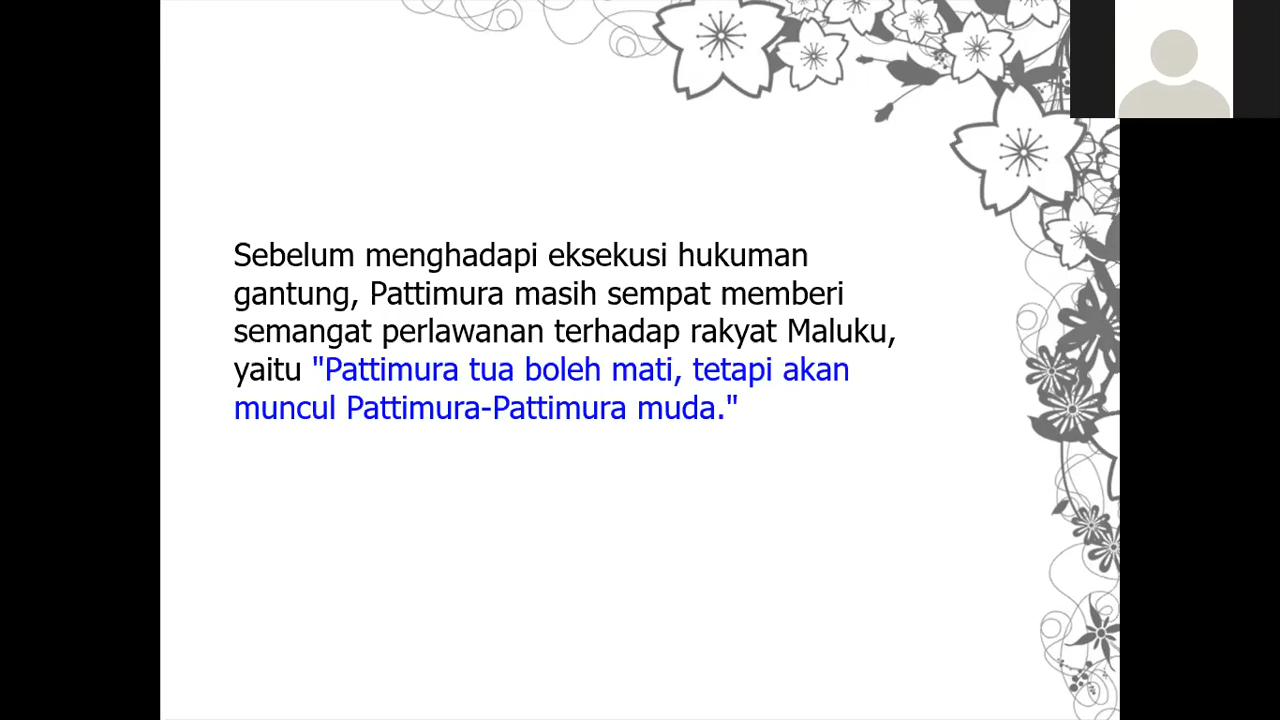 Sebelum menghadapi eksekusi hukuman
gantung, Pattimura masih sempat memberi
semangat perlawanan terhadap rakyat Maluku,
yaitu "Pattimura tua boleh mati, tetapi akan
muncul Pattimura-Pattimura muda."